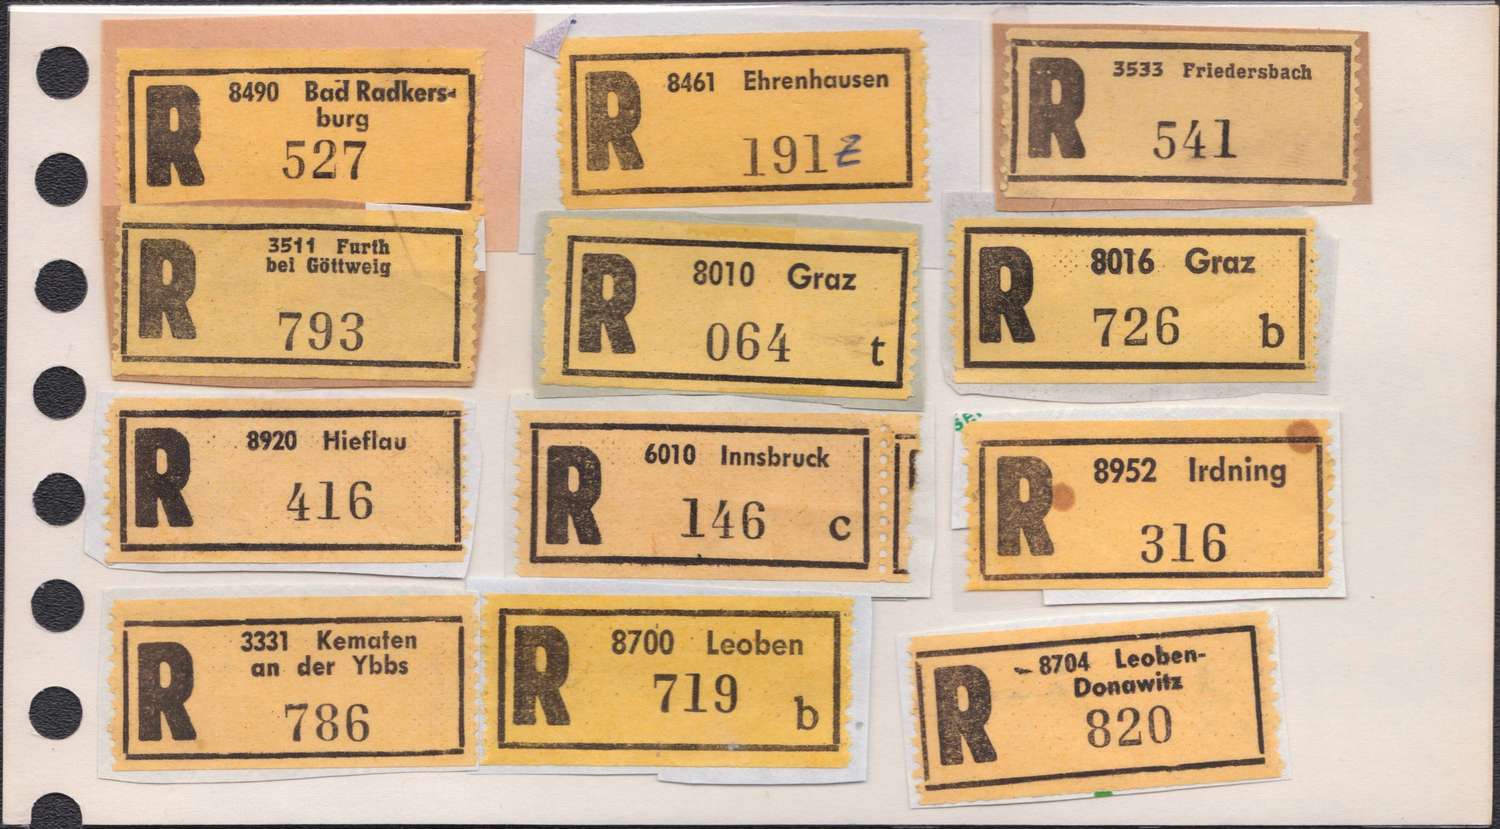 R
8490 Bad Radkers-
burg
527
R
8461 Ehrenhausen
191 z
R
3533 Friedersbach
541
R
3511 Furth
bei Göttweig
793
R
8010 Graz
064 t
R
8016 Graz
726 b
R
8920 Hieflau
416
R
6010 Innsbruck
146 c
R
8952 Irdning
316
R
3331 Kematen
an der Ybbs
786
R
8700 Leoben
719 b
R
8704 Leoben-
Donawitz
820